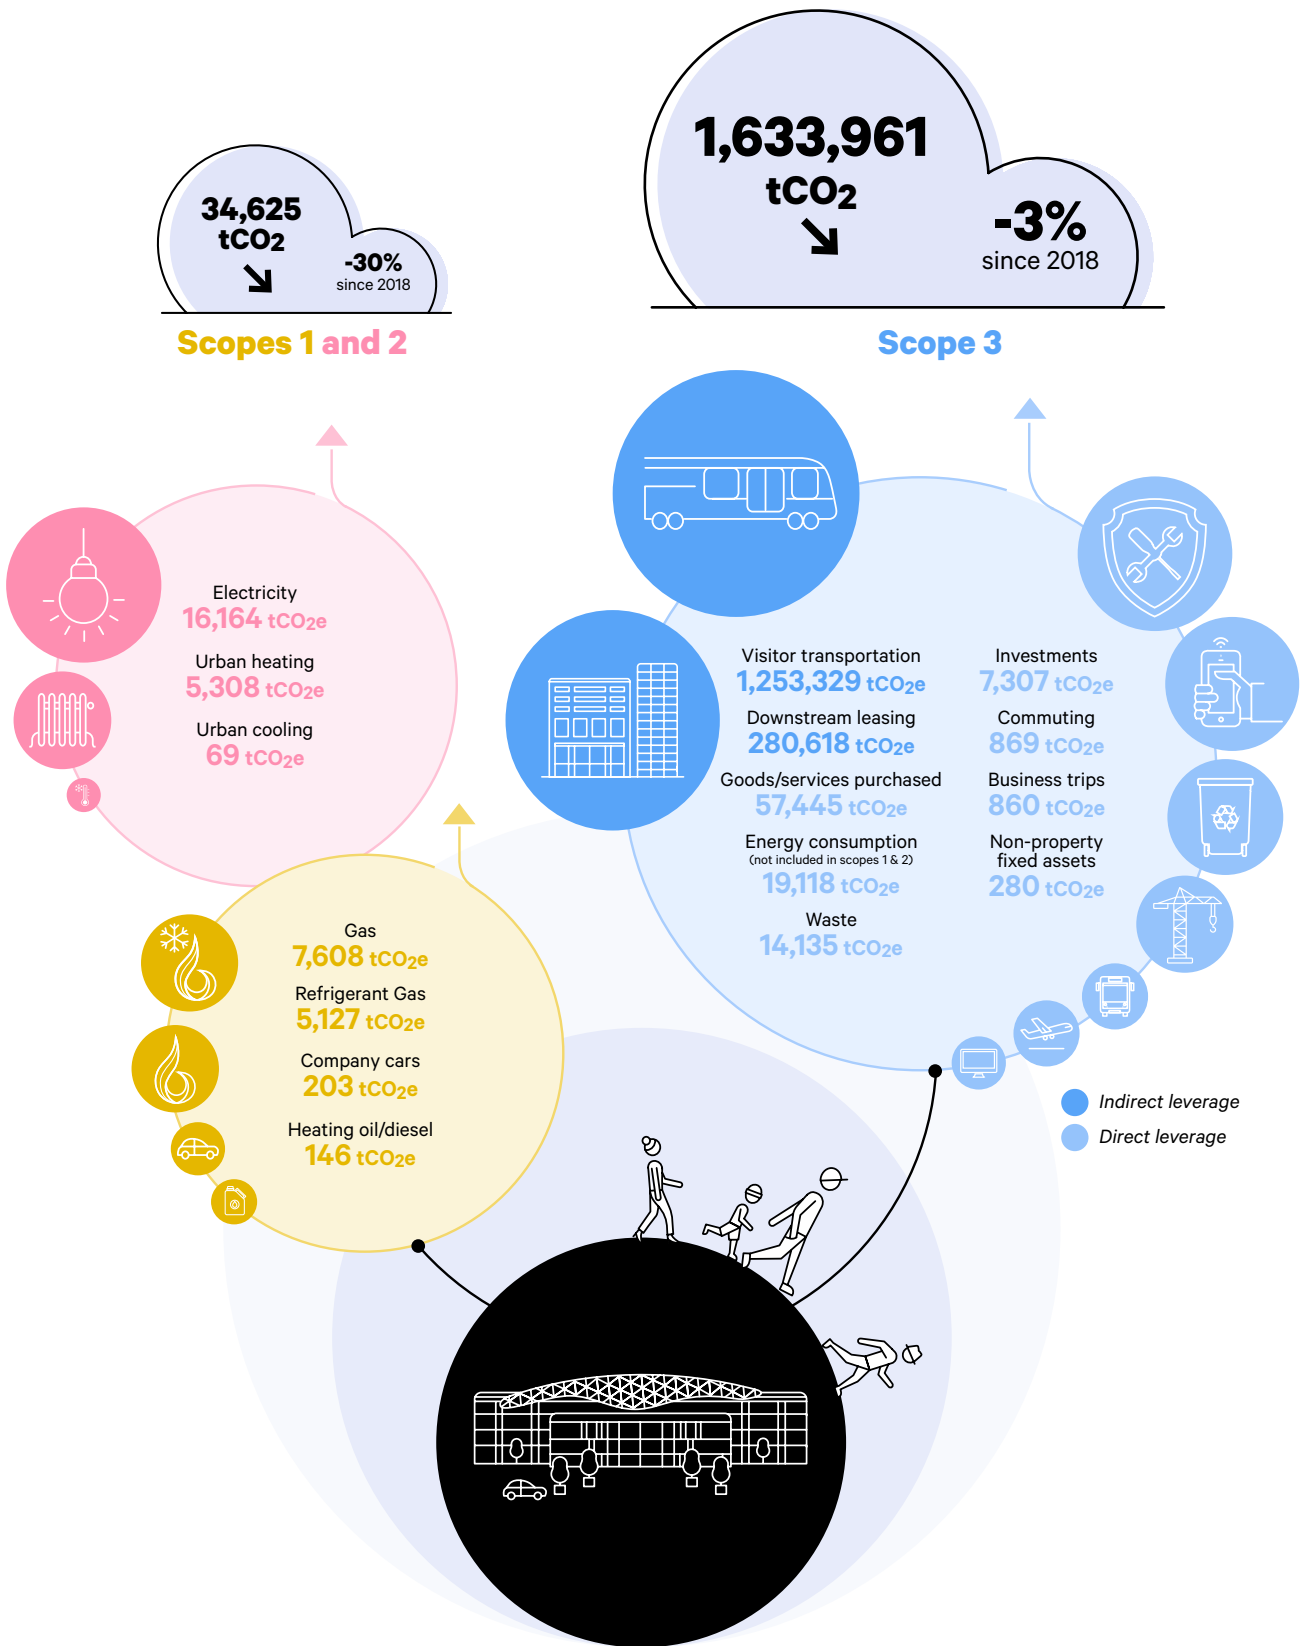 34,625
tCO2
-30%
since 2018
Scopes 1 and 2
1,633,961
tCO2
-3%
since 2018
Scope 3
Electricity
16,164 tCO2e
Urban heating
5,308 tCO2e
Urban cooling
69 tCO2e
Gas
7,608 tCO2e
Refrigerant Gas
5,127 tCO2e
Company cars
203 tCO2e
Heating oil/diesel
146 tCO2e
Visitor transportation
1,253,329 tCO2e
Downstream leasing
280,618 tCO2e
Goods/services purchased
57,445 tCO2e
Energy consumption
(not included in scopes 1 & 2)
19,118 tCO2e
Waste
14,135 tCO2e
Investments
7,307 tCO2e
Commuting
869 tCO2e
Business trips
860 tCO2e
Non-property
fixed assets
280 tCO2e
Indirect leverage
Direct leverage